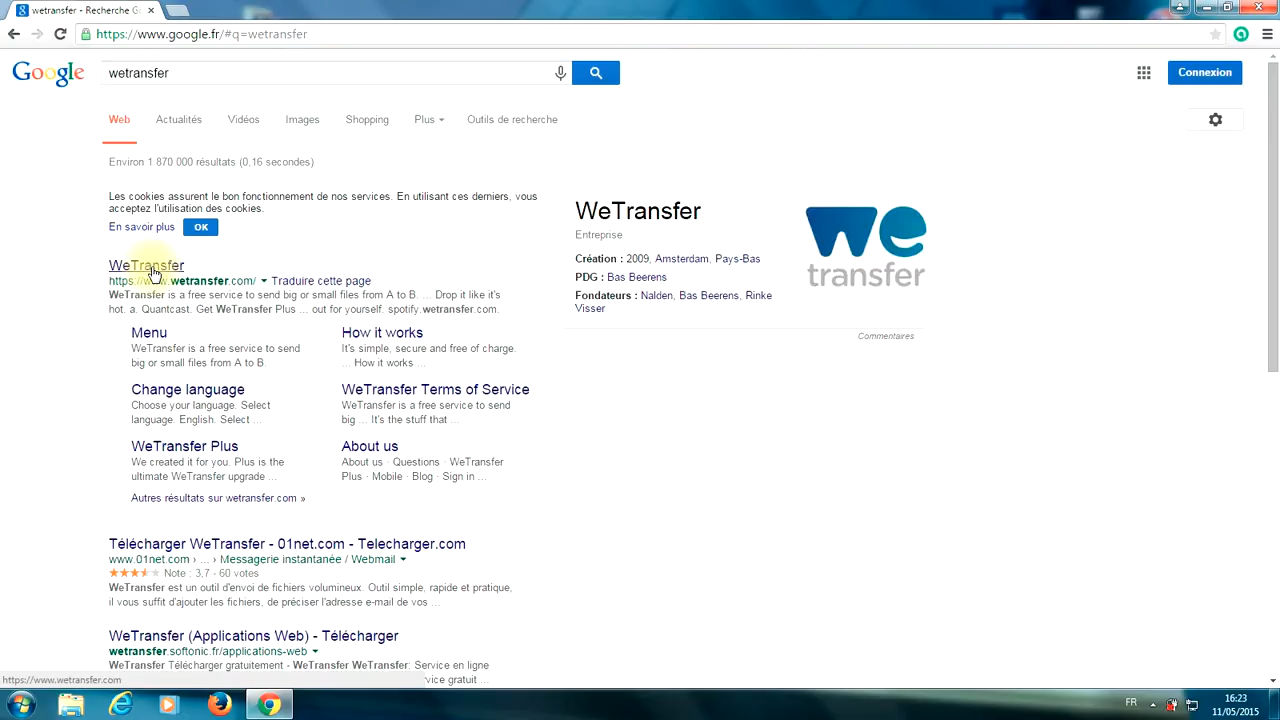 wetransfer - Recherche G
https://www.google.fr/#q=wetransfer
Google
wetransfer
Connexion
Web Actualités Vidéos Images Shopping Plus Outils de recherche
Environ 1 870 000 résultats (0,16 secondes)
Les cookies assurent le bon fonctionnement de nos services. En utilisant ces derniers, vous
acceptez l'utilisation des cookies.
En savoir plus OK
WeTransfer
https://www.wetransfer.com/ Traduire cette page
WeTransfer is a free service to send big or small files from A to B. ... Drop it like it's
hot. a. Quantcast. Get WeTransfer Plus ... out for yourself. spotify.wetransfer.com.
Menu
WeTransfer is a free service to send
big or small files from A to B.
How it works
It's simple, secure and free of charge.
... How it works ...
Change language
Choose your language. Select
language. English. Select ...
WeTransfer Terms of Service
WeTransfer is a free service to send
big ... It's the stuff that ...
WeTransfer Plus
We created it for you. Plus is the
ultimate WeTransfer upgrade ...
About us
About us · Questions · WeTransfer
Plus · Mobile · Blog · Sign in ...
Autres résultats sur wetransfer.com »
Télécharger WeTransfer - 01net.com - Telecharger.com
www.01net.com › ... › Messagerie instantanée / Webmail
Note : 3,7 - 60 votes
WeTransfer est un outil d'envoi de fichiers volumineux. Outil simple, rapide et pratique,
il vous suffit d'ajouter les fichiers, de préciser l'adresse e-mail de vos ...
WeTransfer (Applications Web) - Télécharger
wetransfer.softonic.fr/applications-web
WeTransfer Télécharger gratuitement - WeTransfer WeTransfer: Service en ligne
vice gratuit ...
WeTransfer
Entreprise
Création : 2009, Amsterdam, Pays-Bas
PDG : Bas Beerens
Fondateurs : Nalden, Bas Beerens, Rinke
Visser
we
transfer
Commentaires
https://www.wetransfer.com
FR
16:23
11/05/2015